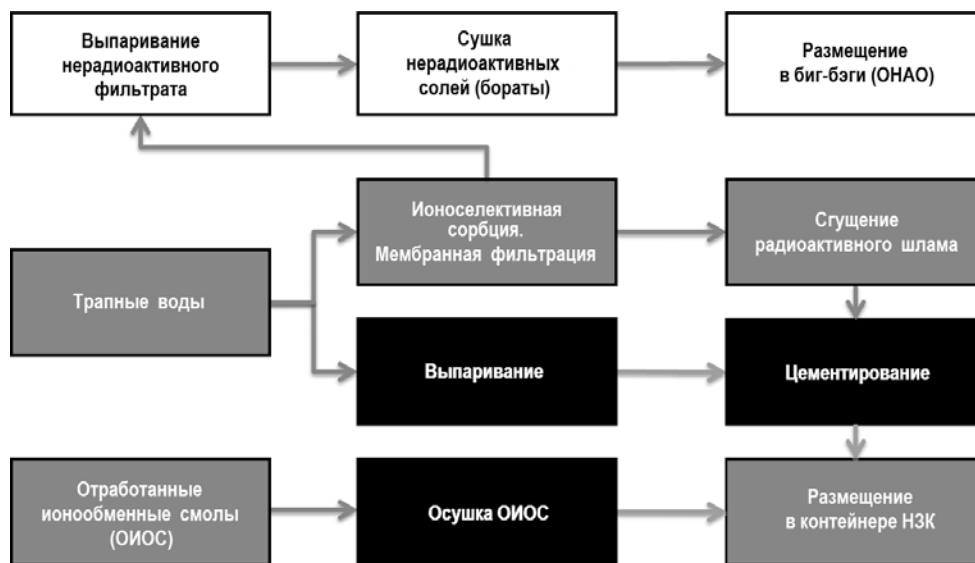 Выпаривание
нерадиоактивного
фильтрата
Сушка
нерадиоактивных
солей (бораты)
Размещение
в биг-бэги (ОНАО)
Ионоселективная
сорбция.
Мембранная фильтрация
Сгущение
радиоактивного шлама
Трапные воды
Выпаривание
Цементирование
Отработанные
ионообменные смолы
(ОИОС)
Осушка ОИОС
Размещение
в контейнере НЗК